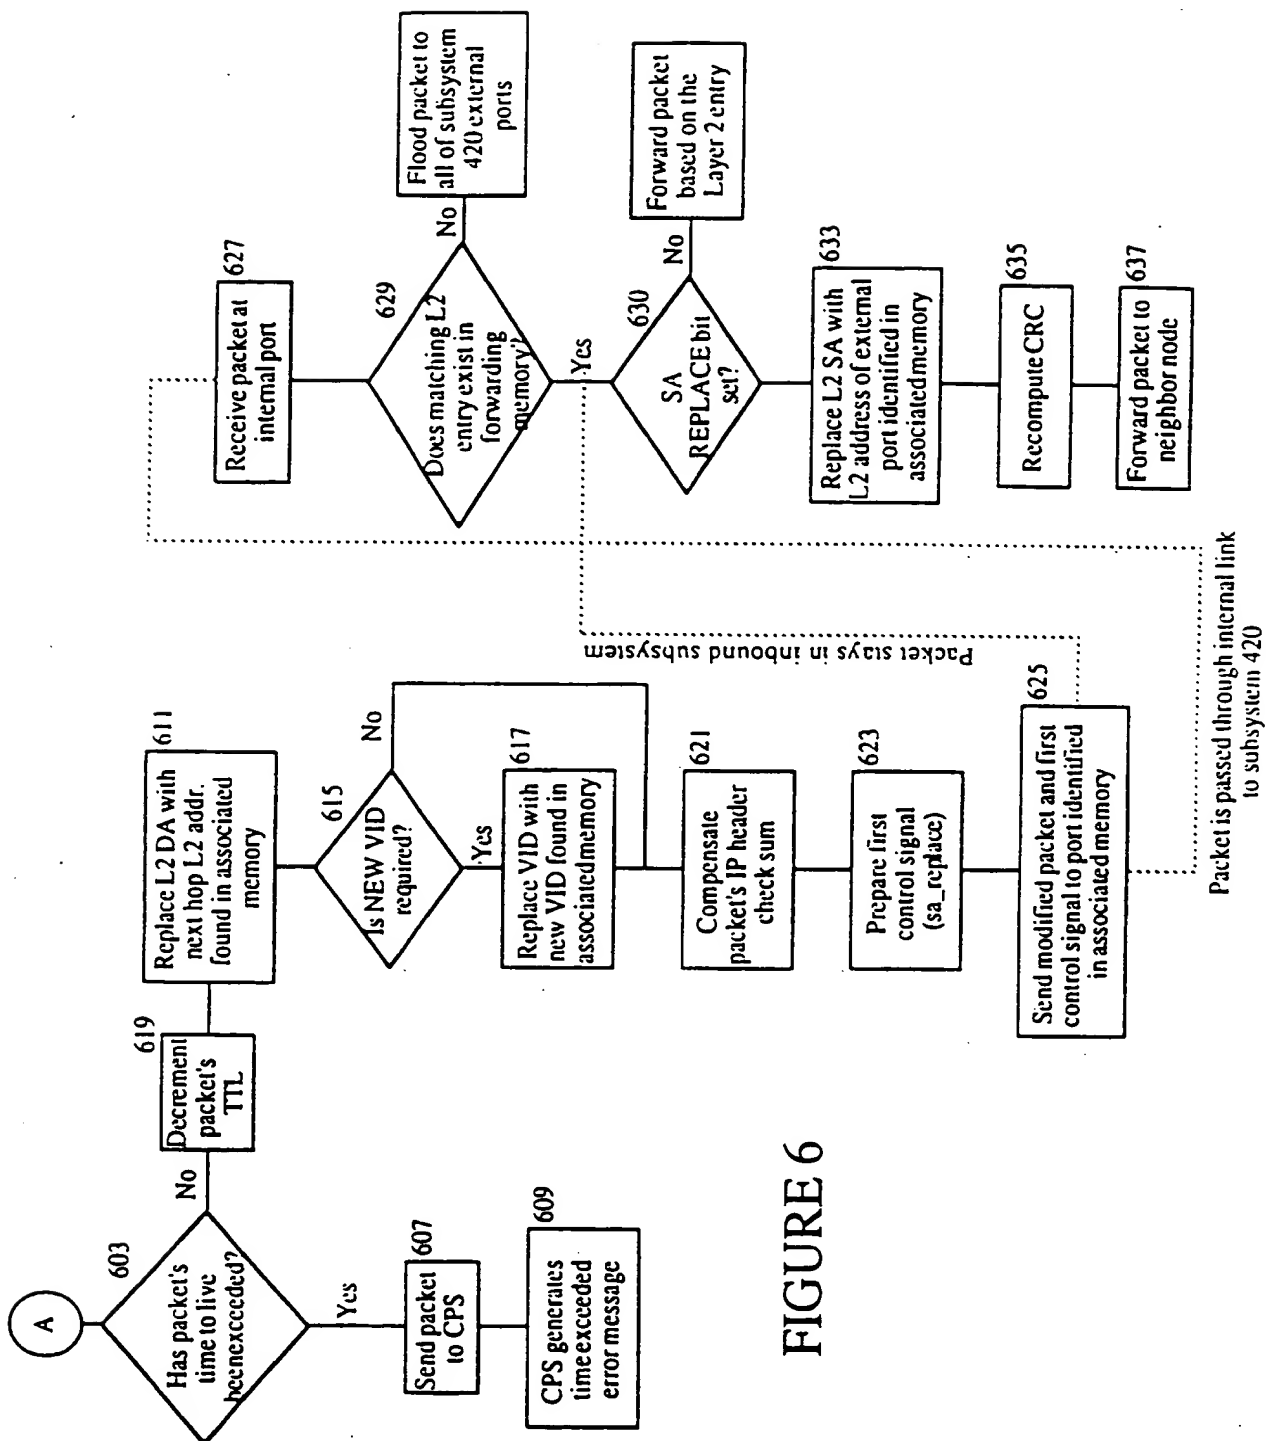 A
603
Has packet's
time to live
beenexceeded?
Yes
607
Send packet
to CPS
609
CPS generates
timeexceeded
error message
No
619
Decrement
packet's
TTL
611
Replace L2 DA with
next hop L2 addr.
found in associated
memory
615
Is NEW VID
required?
No
Yes
617
Replace VID with
new VID found in
associatedmemory
621
Compensate
packet's IP header
check sum
623
Prepare first
control signal
(sa_replace)
625
Send modified packet and first
control signal to port identified
in associated memory
Packet stays in inbound subsystem
Packet is passed through internal link
to subsystem 420
627
Receive packet at
internal port
629
Does matching L2
entry exist in
forwarding
memory?
No
Flood packet to
all of subsystem
420 external
ports
Yes
630
SA
REPLACE bit
set?
No
Forward packet
based on the
Layer 2 entry
633
Replace L2 SA with
L2 address of external
port identified in
associatedmemory
635
Recompute CRC
637
Forward packet to
neighbor node
FIGURE 6